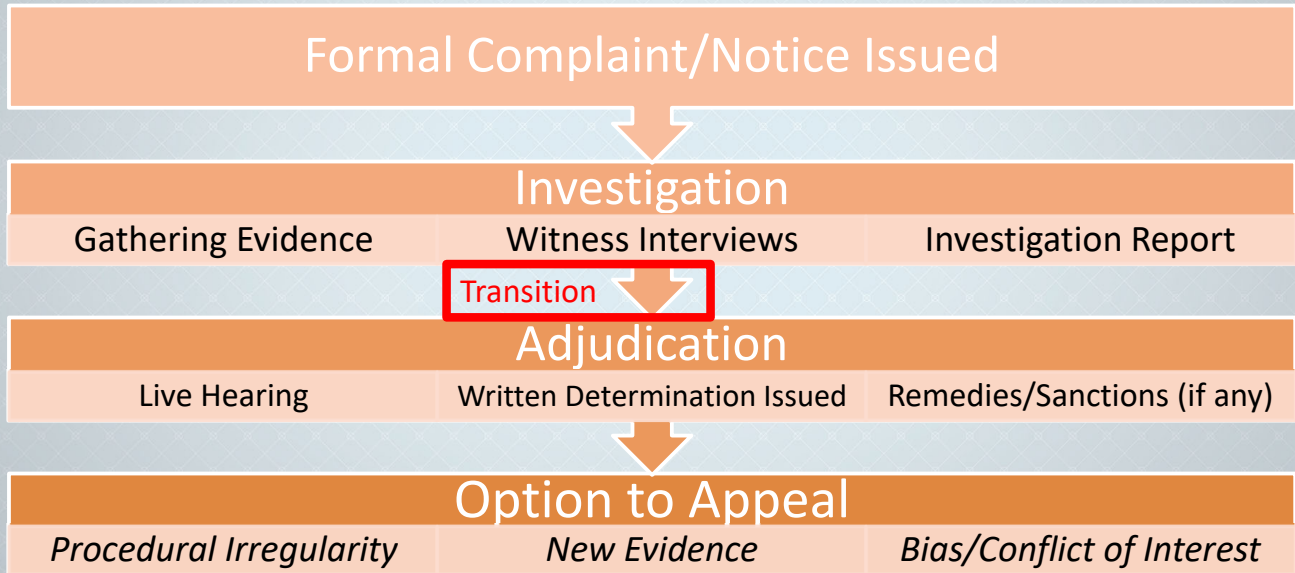 Formal Complaint/Notice Issued
Investigation
Gathering Evidence Witness Interviews Investigation Report
Transition
Adjudication
Live Hearing Written Determination Issued Remedies/Sanctions (if any)
Option to Appeal
Procedural Irregularity New Evidence Bias/Conflict of Interest